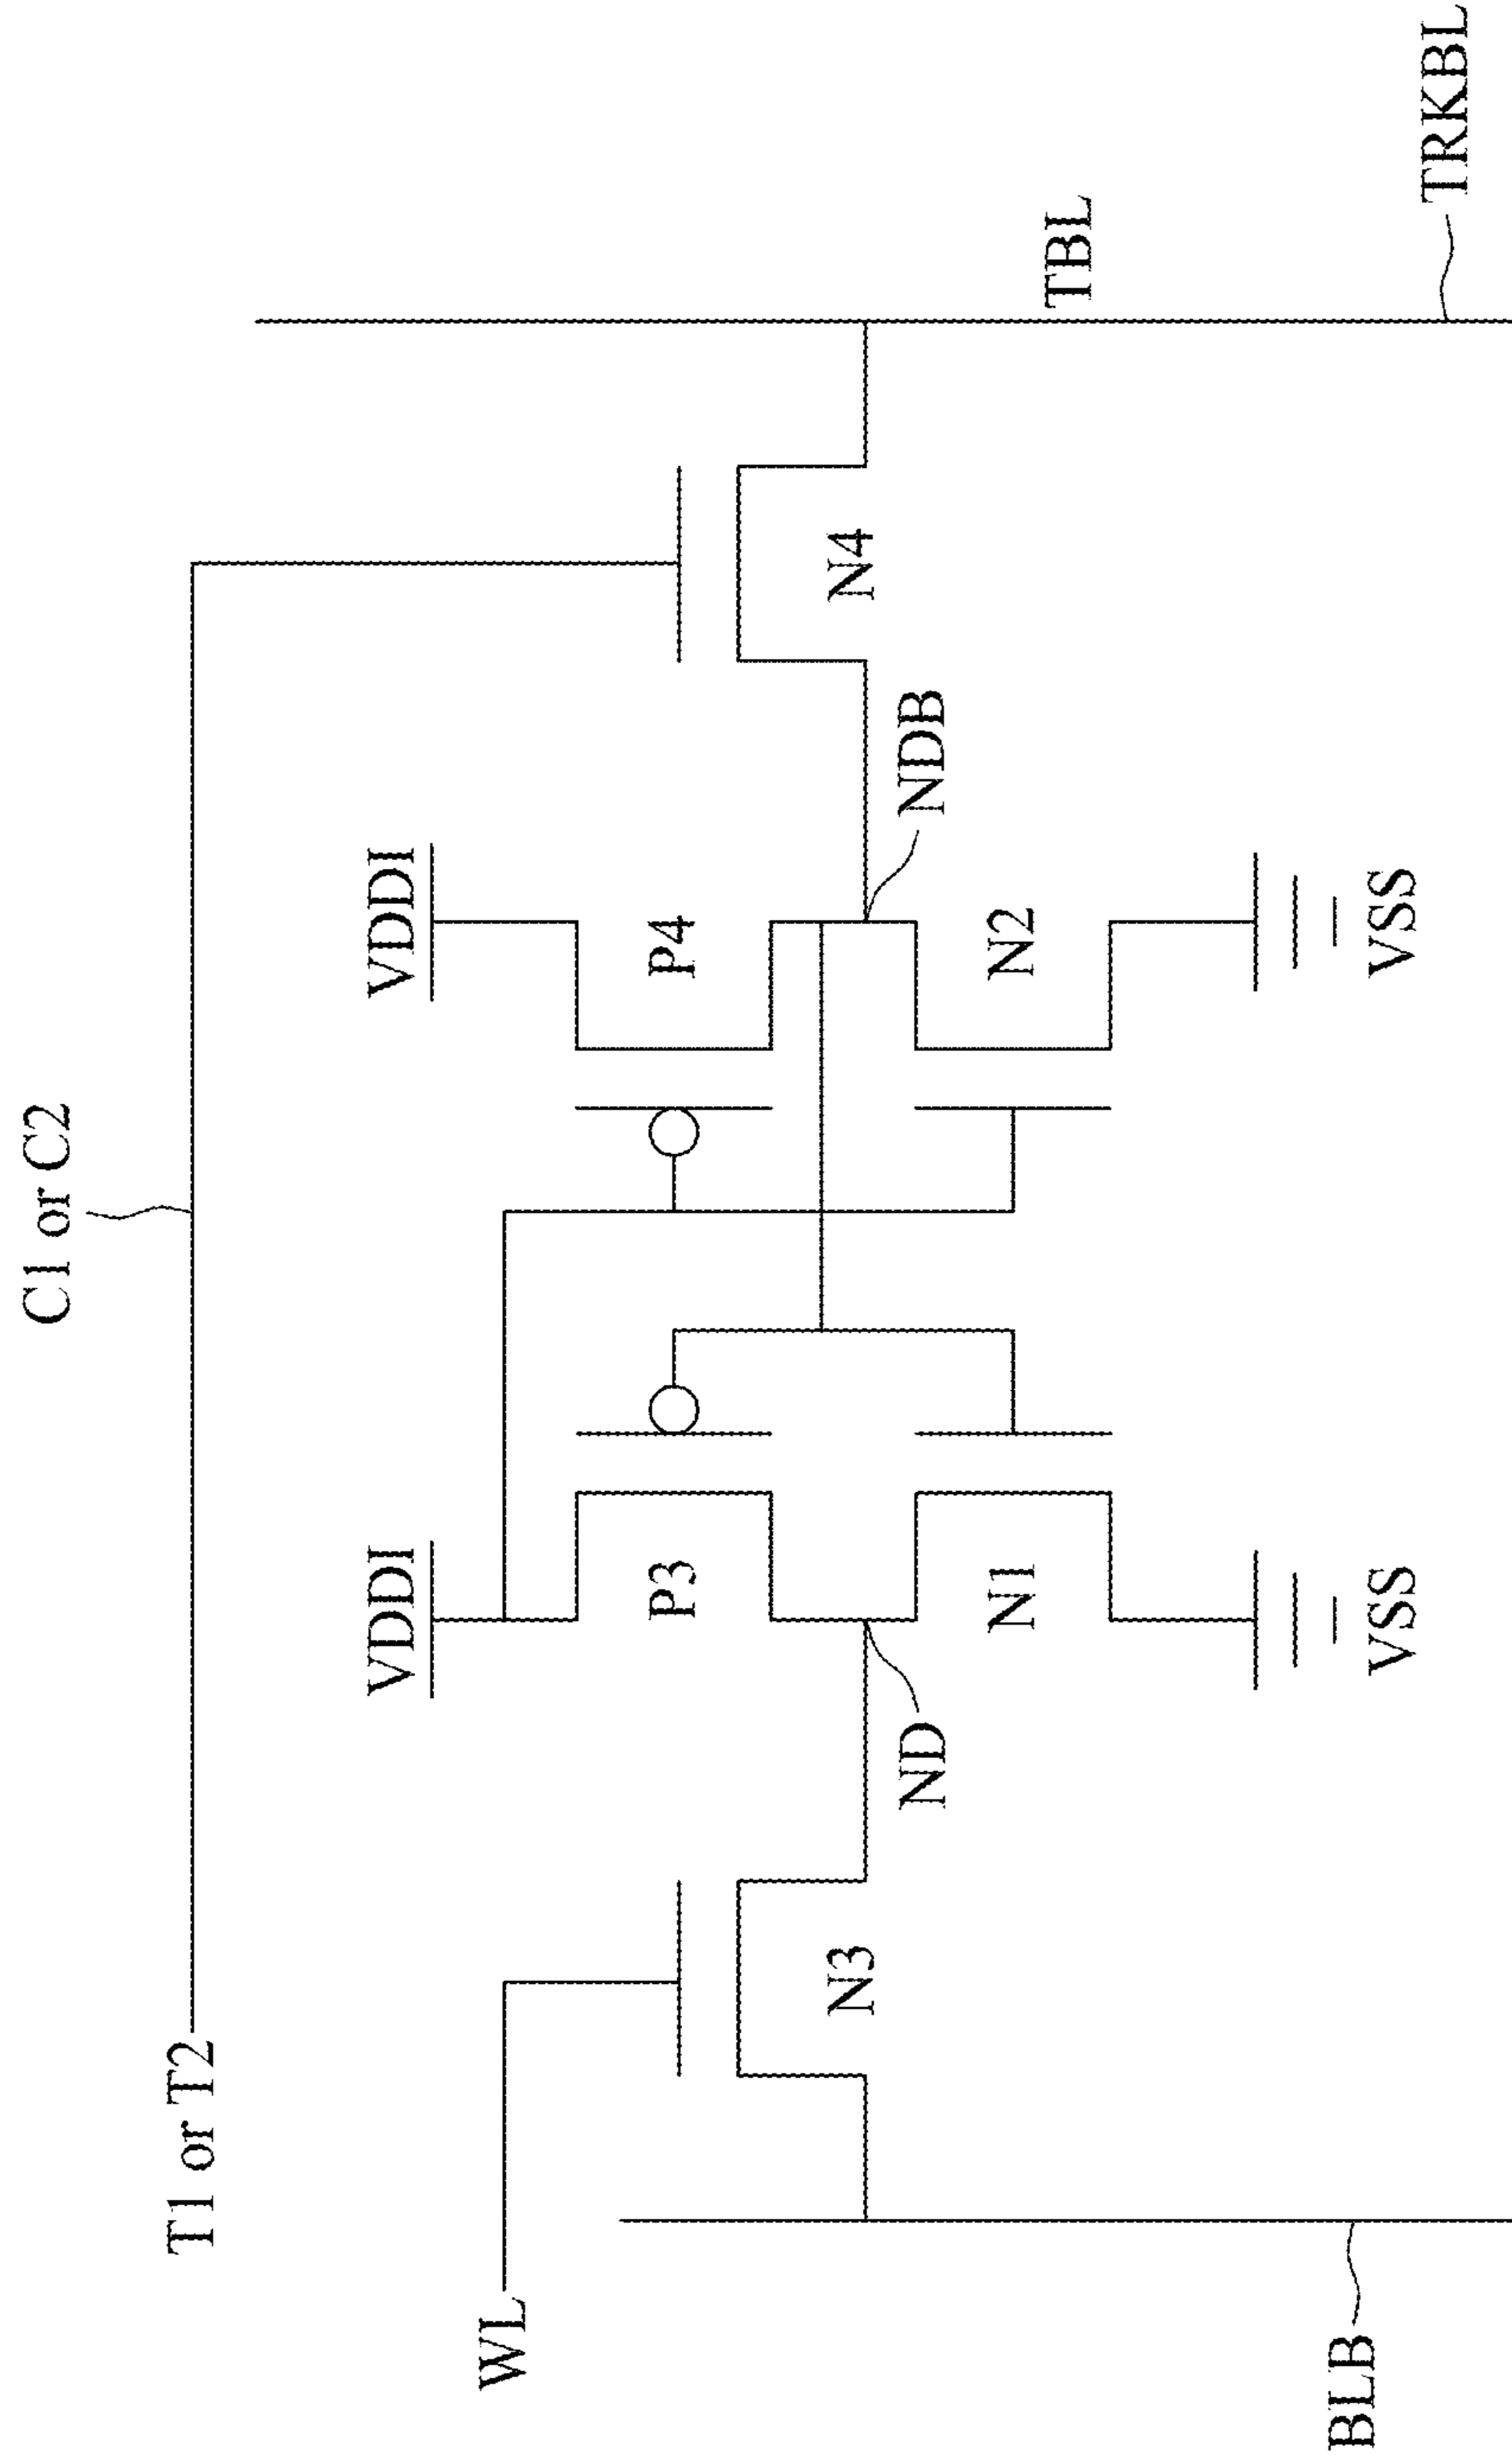 C1 or C2
T1 or T2
WL
VDDI
VDDI
P3
P4
N3
N4
ND
NDB
N1
N2
TBL
VSS
VSS
BLB
TRKBL